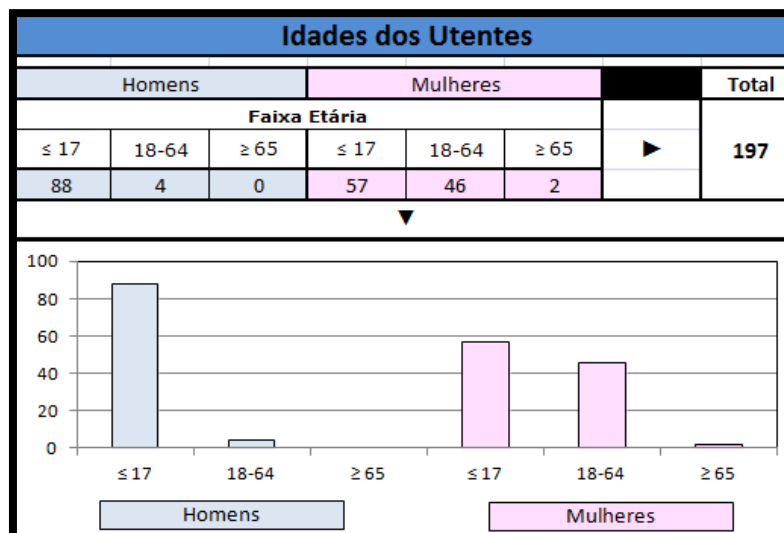 Idades dos Utentes
Homens Mulheres Total
Faixa Etária
≤ 17 18-64 ≥ 65 ≤ 17 18-64 ≥ 65 ► 197
88 4 0 57 46 2
▼
100
80
60
40
20
0
≤ 17 18-64 ≥ 65 ≤ 17 18-64 ≥ 65
Homens Mulheres